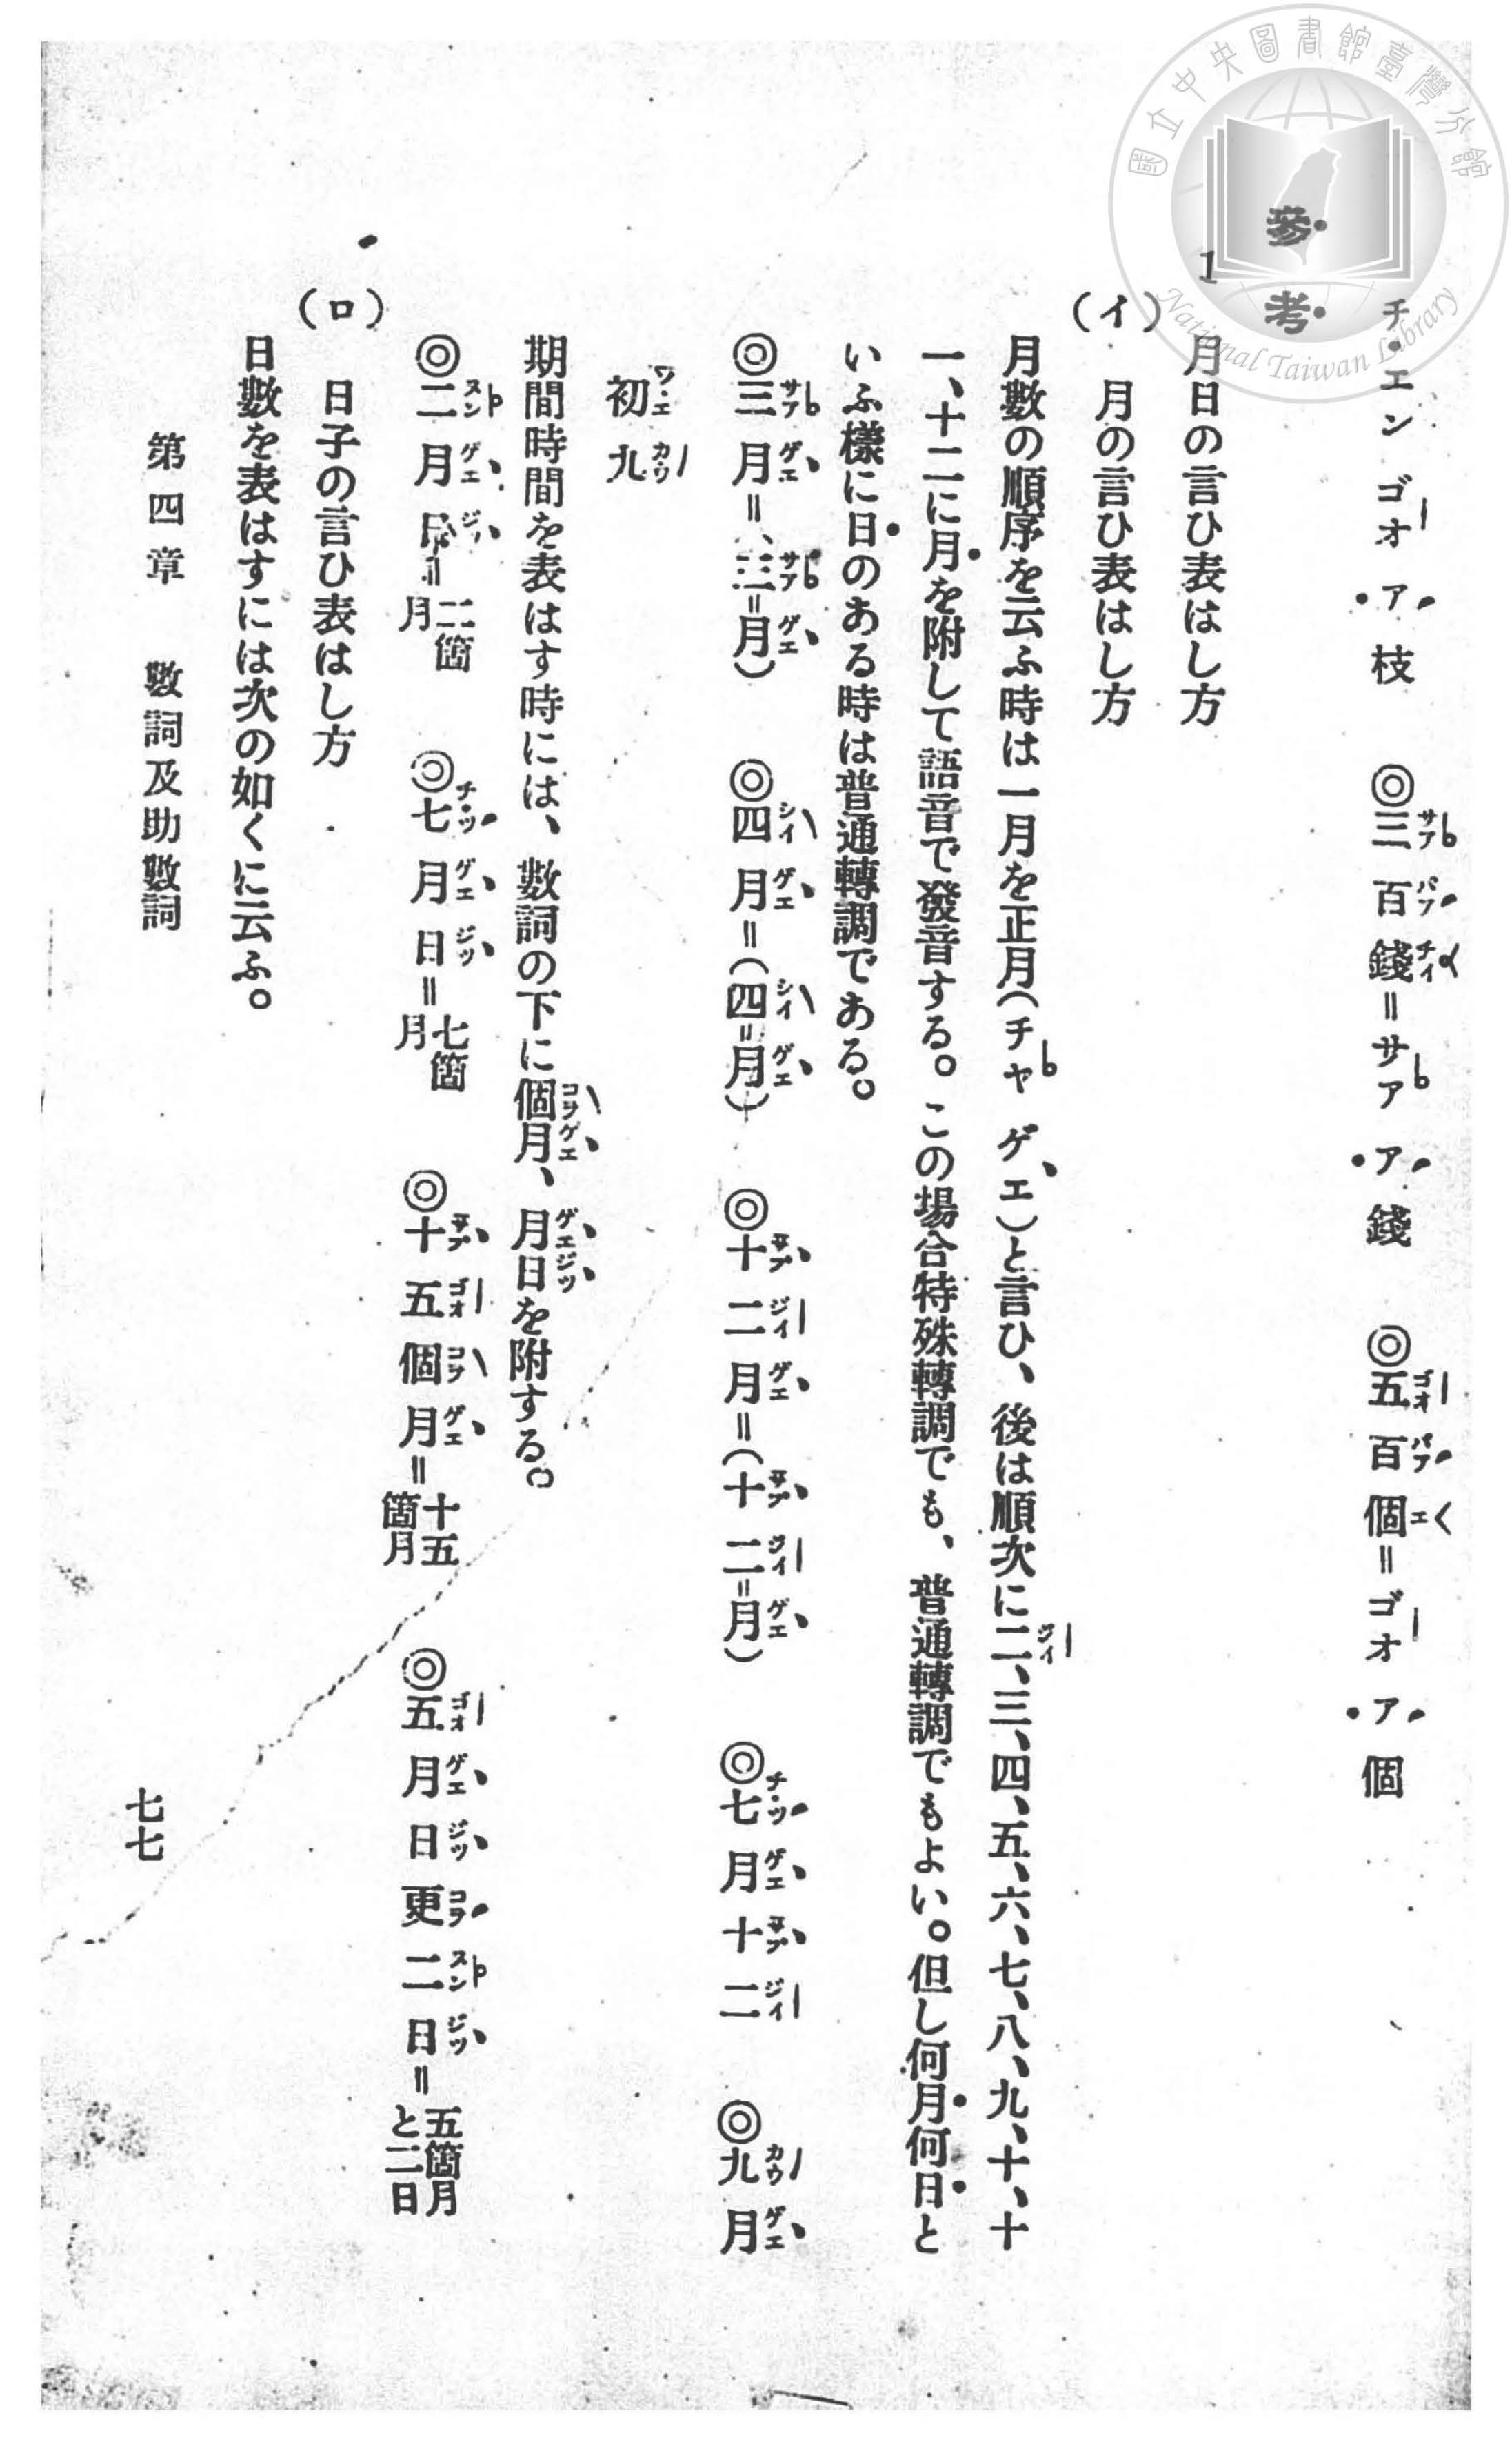 國立中央圖書館臺灣分館
National Taiwan Library
チ・エン ゴオ ・ア 枝 ◎三百錢＝サア ・ア 錢 ◎五百個＝ゴオ ・ア 個
參考
1 月日の言ひ表はし方
（イ） 月の言ひ表はし方
月數の順序を云ふ時は一月を正月（チャ ゲエ）と言ひ、後は順次に二、三、四、五、六、七、八、九、十、十
一、十二に月を附して語音で發音する。この場合特殊轉調でも、普通轉調でもよい。但し何月何日と
いふ樣に日のある時は普通轉調である。
◎三月＝（三＝月） ◎四月＝（四＝月） ◎十二月＝（十二＝月） ◎七月十二 ◎九月
初九
期間時間を表はす時には、數詞の下に個月、月日を附する。
◎二月日＝二箇月 ◎七月日＝七箇月 ◎十五個月＝十五箇月 ◎五月日更二日＝五箇月と二日
（ロ） 日子の言ひ表はし方
日數を表はすには次の如くに云ふ。
第四章 數詞及助數詞
七七